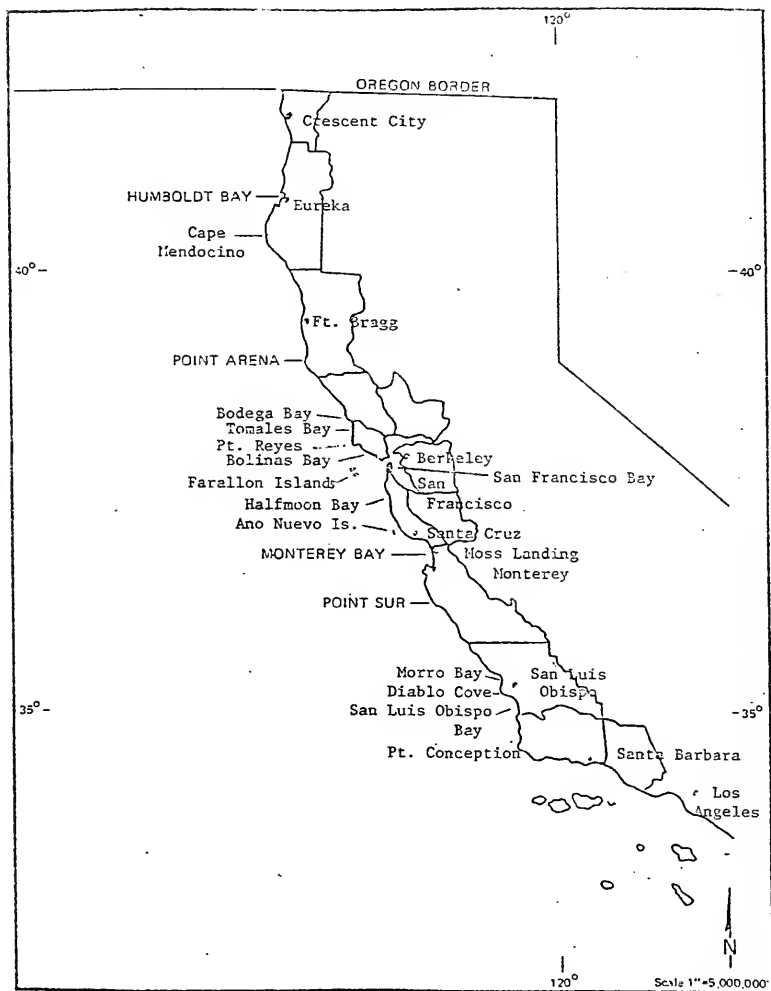 120°
OREGON BORDER
Crescent City
HUMBOLDT BAY
Eureka
Cape
Mendocino
40°
40°
Ft. Bragg
POINT ARENA
Bodega Bay
Tomales Bay
Pt. Reyes
Berkeley
Bolinas Bay
San Francisco Bay
Farallon Islands
San
Francisco
Halfmoon Bay
Ano Nuevo Is.
Santa Cruz
MONTEREY BAY
Moss Landing
Monterey
POINT SUR
Morro Bay
San Luis
Obispo
Diablo Cove
San Luis Obispo
Bay
35°
35°
Pt. Conception
Santa Barbara
Los
Angeles
N
120°
Scale 1"=5,000,000'